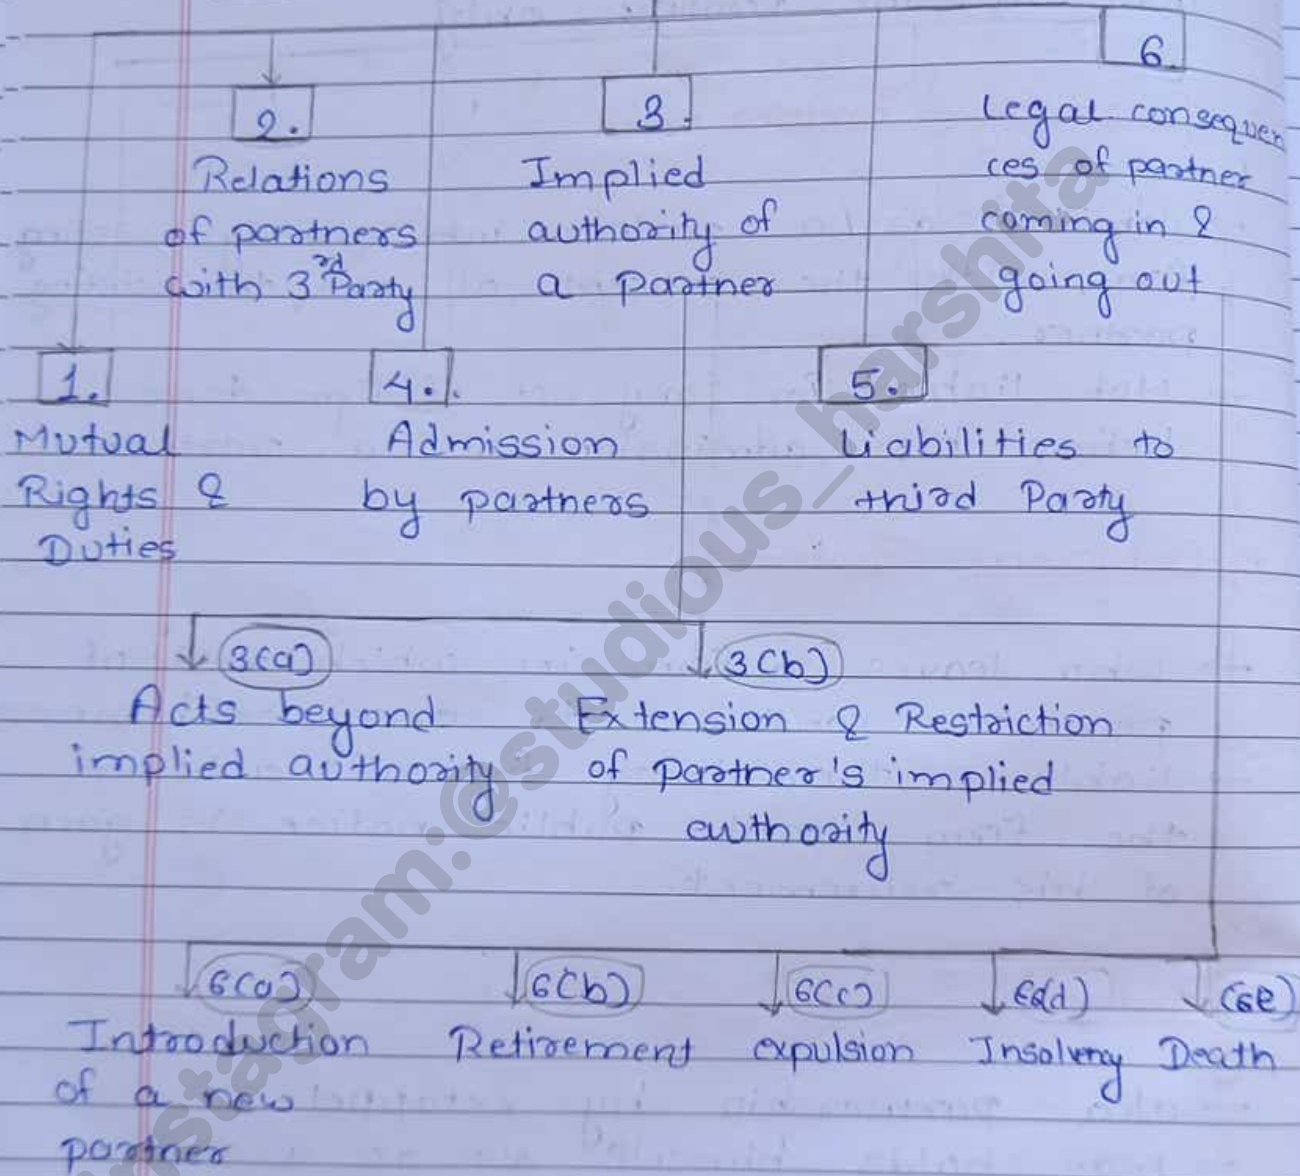 1.
Mutual
Rights &
Duties
2.
Relations
of partners
with 3rd Party
3.
Implied
authority of
a partner
4.
Admission
by partners
5.
Liabilities to
third Party
6.
Legal consequen
ces of partner
coming in &
going out
3(a)
Acts beyond
implied authority
3(b)
Extension & Restriction
of partner's implied
authority
6(a)
Introduction
of a new
partner
6(b)
Retirement
6(c)
expulsion
6(d)
Insolvency
(6e)
Death
instagram:@estudious_harshita